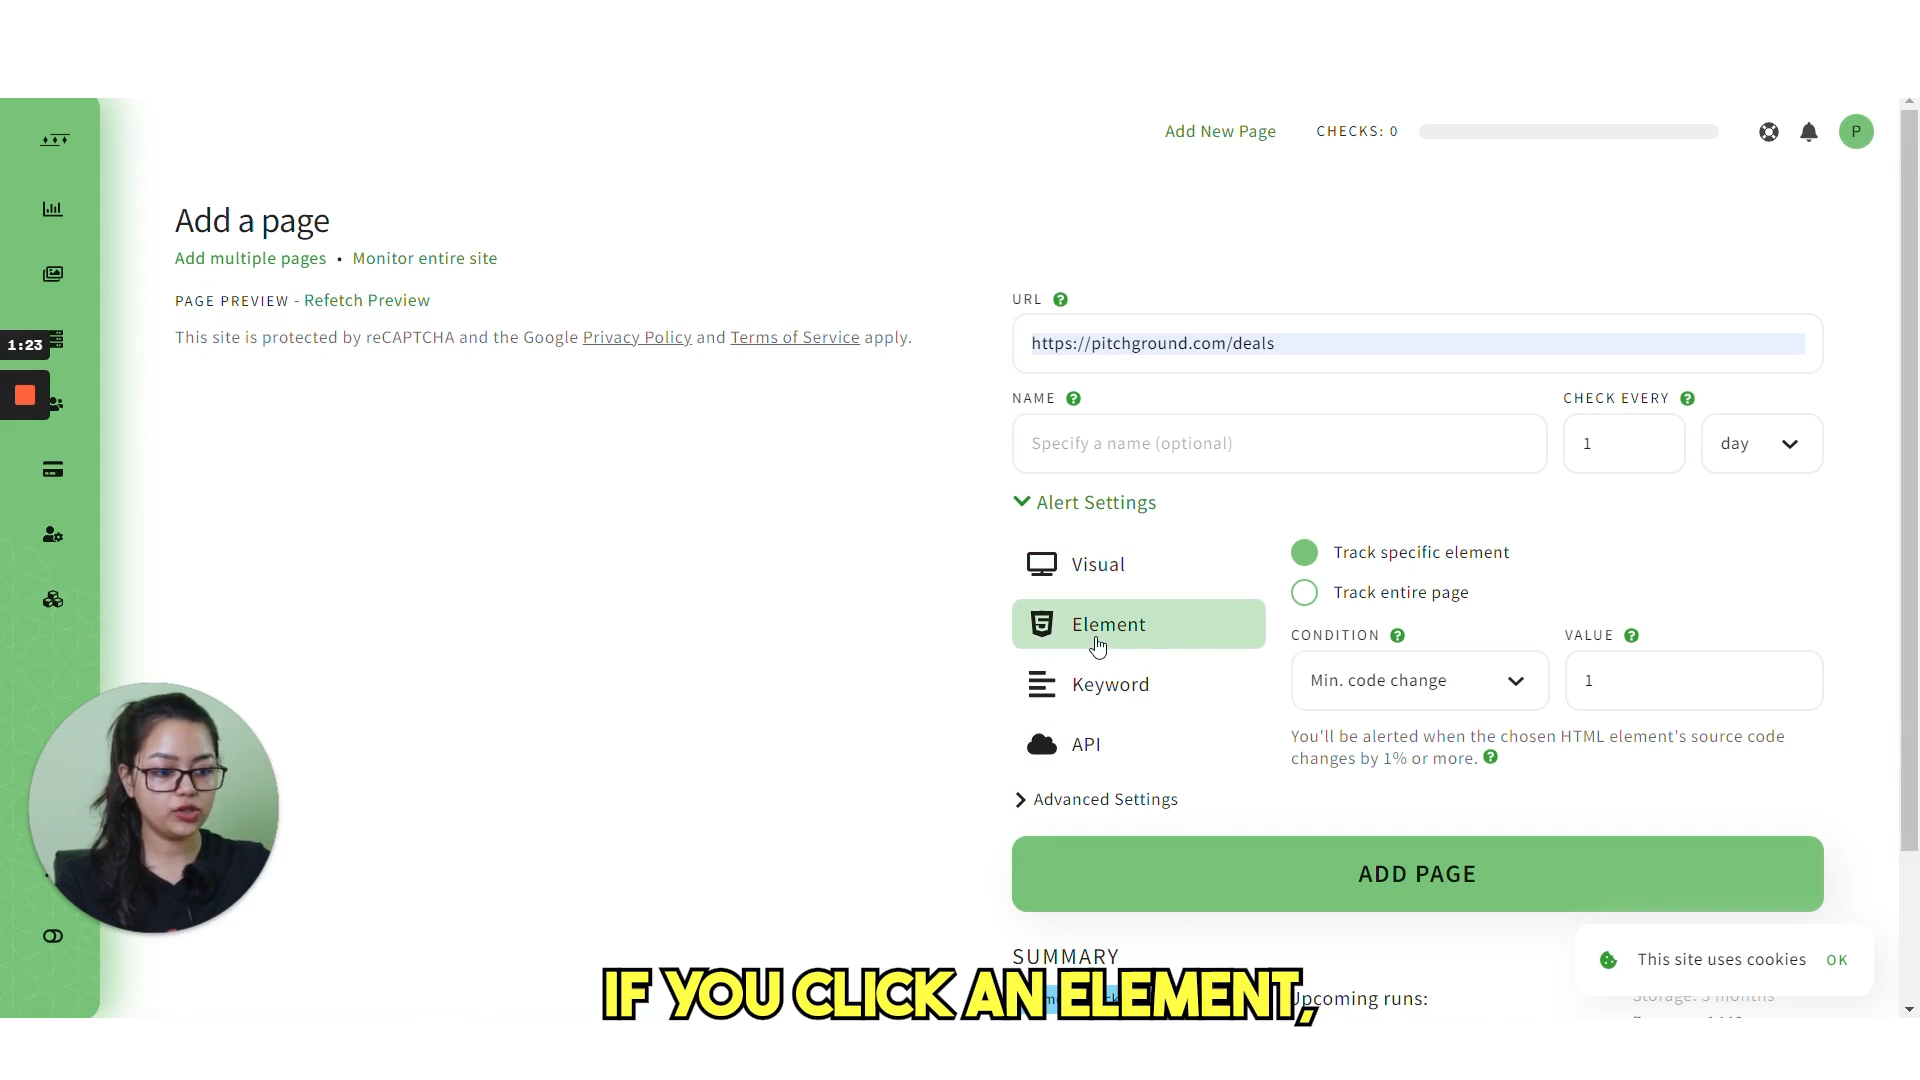 Add New Page
CHECKS: 0
P
Add a page
Add multiple pages • Monitor entire site
PAGE PREVIEW - Refetch Preview
This site is protected by reCAPTCHA and the Google Privacy Policy and Terms of Service apply.
1:23
URL
https://pitchground.com/deals
NAME
CHECK EVERY
Specify a name (optional)
1
day
Alert Settings
Visual
Element
Keyword
API
Track specific element
Track entire page
CONDITION
VALUE
Min. code change
1
You'll be alerted when the chosen HTML element's source code
changes by 1% or more.
Advanced Settings
ADD PAGE
SUMMARY
This site uses cookies
OK
Upcoming runs:
Storage: 3 months
IF YOU CLICK AN ELEMENT,